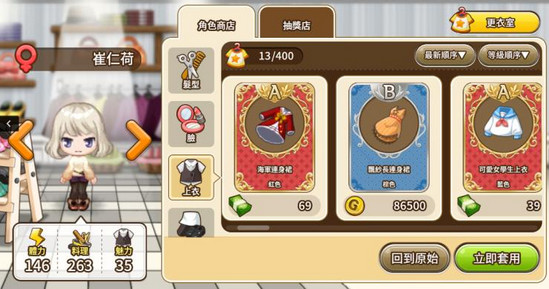 角色商店
抽獎店
更衣室
崔仁荷
13/400
最新順序▼
等級順序▼
髮型
臉
上衣
A
海軍連身裙
紅色
69
B
飄紗長連身裙
棕色
G
86500
A
可愛女學生上衣
藍色
39
體力
146
料理
263
魅力
35
回到原始
立即套用